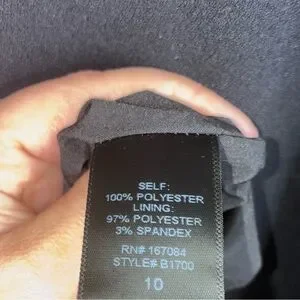 SELF:
100% POLYESTER
LINING:
97% POLYESTER
3% SPANDEX
RN# 167084
STYLE# B1700
10